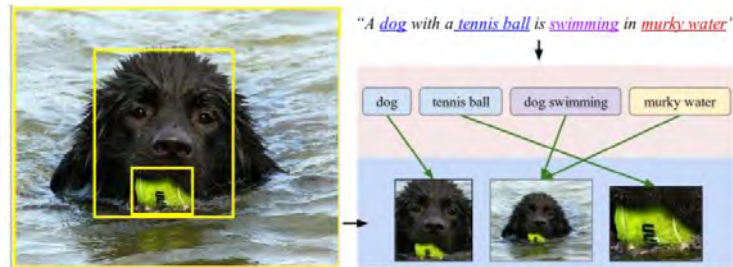 “A dog with a tennis ball is swimming in murky water”
dog
tennis ball
dog swimming
murky water